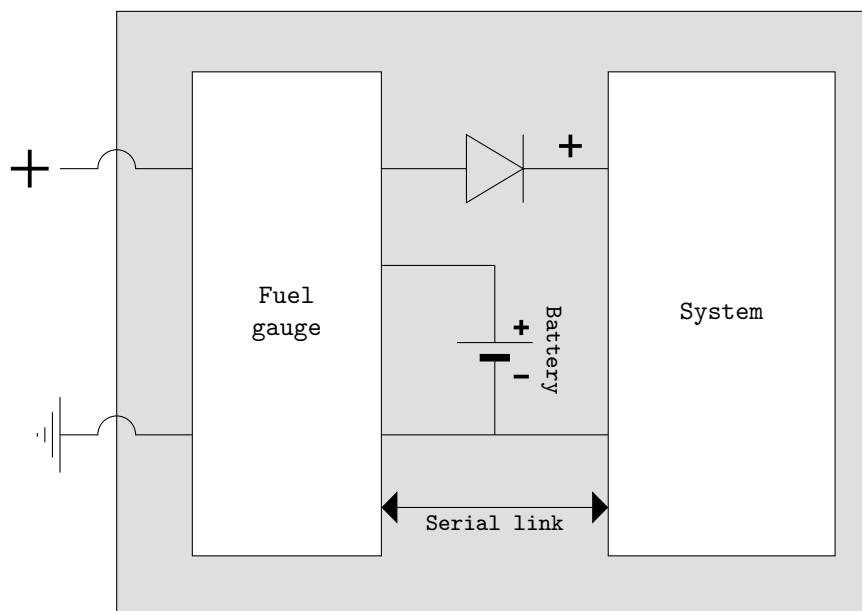 +
+
Fuel
gauge
System
+
Battery
-
Serial link